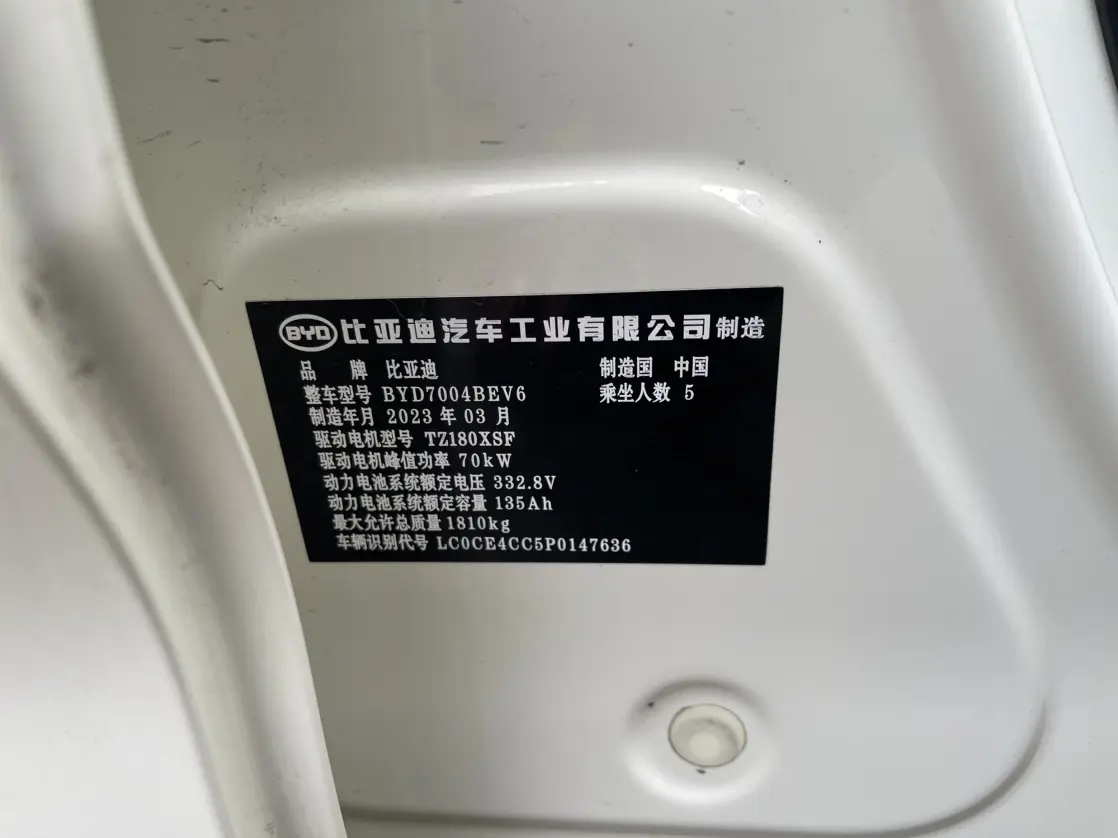 BYD 比亚迪汽车工业有限公司制造
品 牌 比亚迪 制造国 中国
整车型号 BYD7004BEV6 乘坐人数 5
制造年月 2023 年 03 月
驱动电机型号 TZ180XSF
驱动电机峰值功率 70kW
动力电池系统额定电压 332.8V
动力电池系统额定容量 135Ah
最大允许总质量 1810kg
车辆识别代号 LC0CE4CC5P0147636